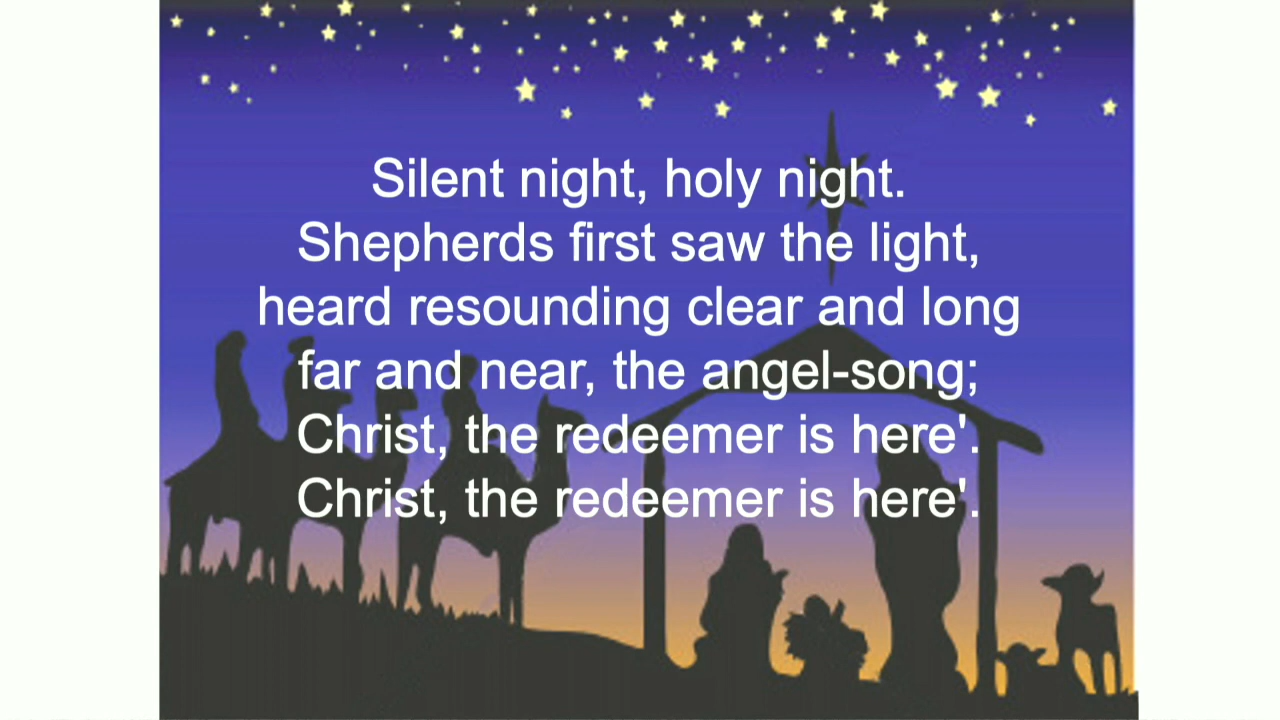 Silent night, holy night.
Shepherds first saw the light,
heard resounding clear and long
far and near, the angel-song;
Christ, the redeemer is here'.
Christ, the redeemer is here'.